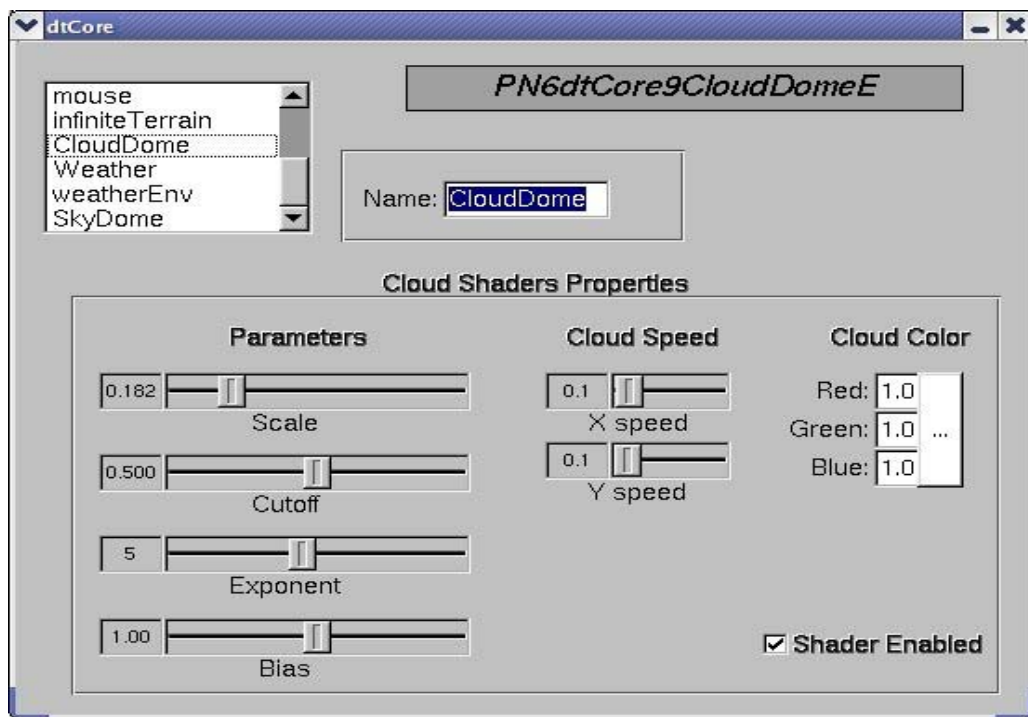 dtCore
PN6dtCore9CloudDomeE
mouse
infiniteTerrain
CloudDome
Weather
weatherEnv
SkyDome
Name: CloudDome
Cloud Shaders Properties
Parameters
0.182
Scale
0.500
Cutoff
5
Exponent
1.00
Bias
Cloud Speed
0.1
X speed
0.1
Y speed
Cloud Color
Red: 1.0
Green: 1.0 ...
Blue: 1.0
Shader Enabled